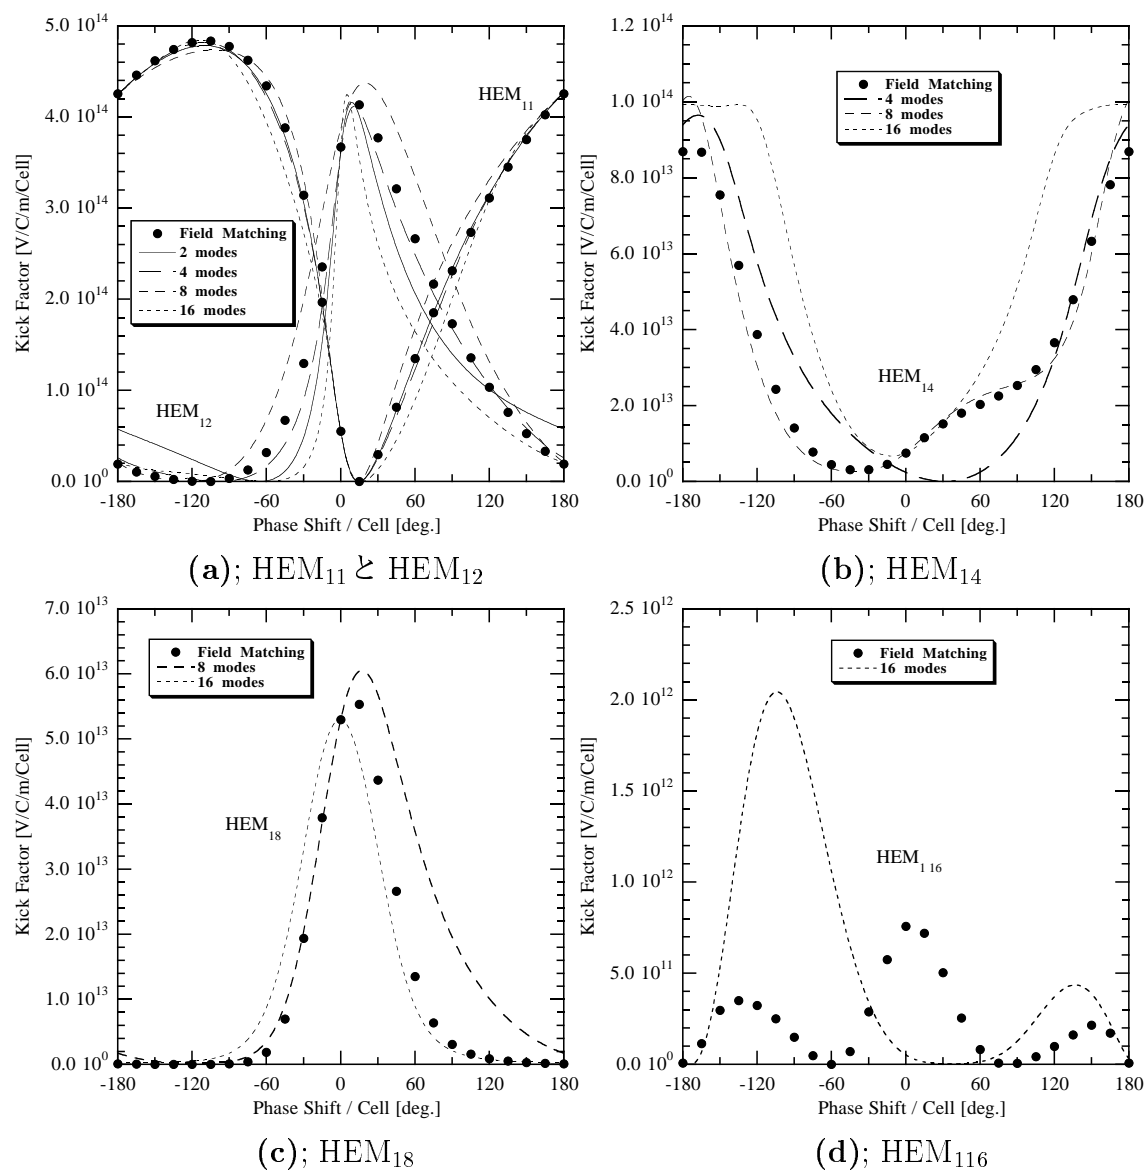 5.0 10^14
4.0 10^14
3.0 10^14
2.0 10^14
1.0 10^14
0.0 10^0
Kick Factor [V/C/m/Cell]
HEM_11
Field Matching
2 modes
4 modes
8 modes
16 modes
HEM_12
-180 -120 -60 0 60 120 180
Phase Shift / Cell [deg.]
(a); HEM_11 と HEM_12
1.2 10^14
1.0 10^14
8.0 10^13
6.0 10^13
4.0 10^13
2.0 10^13
0.0 10^0
Kick Factor [V/C/m/Cell]
Field Matching
4 modes
8 modes
16 modes
HEM_14
-180 -120 -60 0 60 120 180
Phase Shift / Cell [deg.]
(b); HEM_14
7.0 10^13
6.0 10^13
5.0 10^13
4.0 10^13
3.0 10^13
2.0 10^13
1.0 10^13
0.0 10^0
Kick Factor [V/C/m/Cell]
Field Matching
8 modes
16 modes
HEM_18
-180 -120 -60 0 60 120 180
Phase Shift / Cell [deg.]
(c); HEM_18
2.5 10^12
2.0 10^12
1.5 10^12
1.0 10^12
5.0 10^11
0.0 10^0
Kick Factor [V/C/m/Cell]
Field Matching
16 modes
HEM_1 16
-180 -120 -60 0 60 120 180
Phase Shift / Cell [deg.]
(d); HEM_116